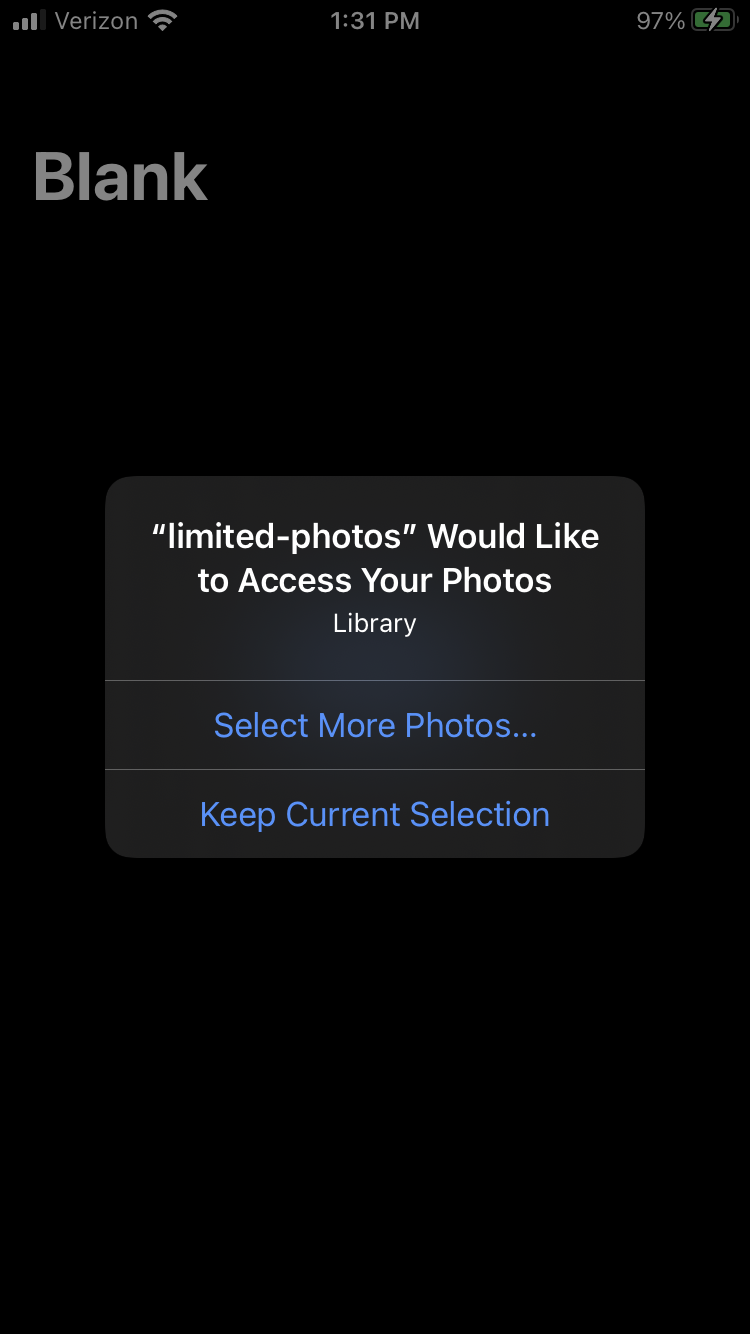 Verizon 1:31 PM 97%
Blank
“limited-photos” Would Like
to Access Your Photos
Library
Select More Photos...
Keep Current Selection